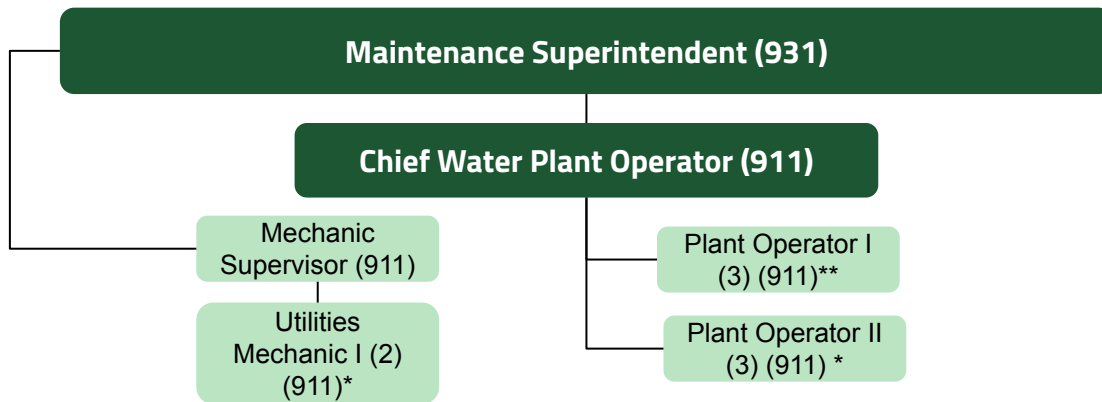 Maintenance Superintendent (931)
Chief Water Plant Operator (911)
Mechanic
Supervisor (911)
Utilities
Mechanic I (2)
(911)*
Plant Operator I
(3) (911)**
Plant Operator II
(3) (911) *